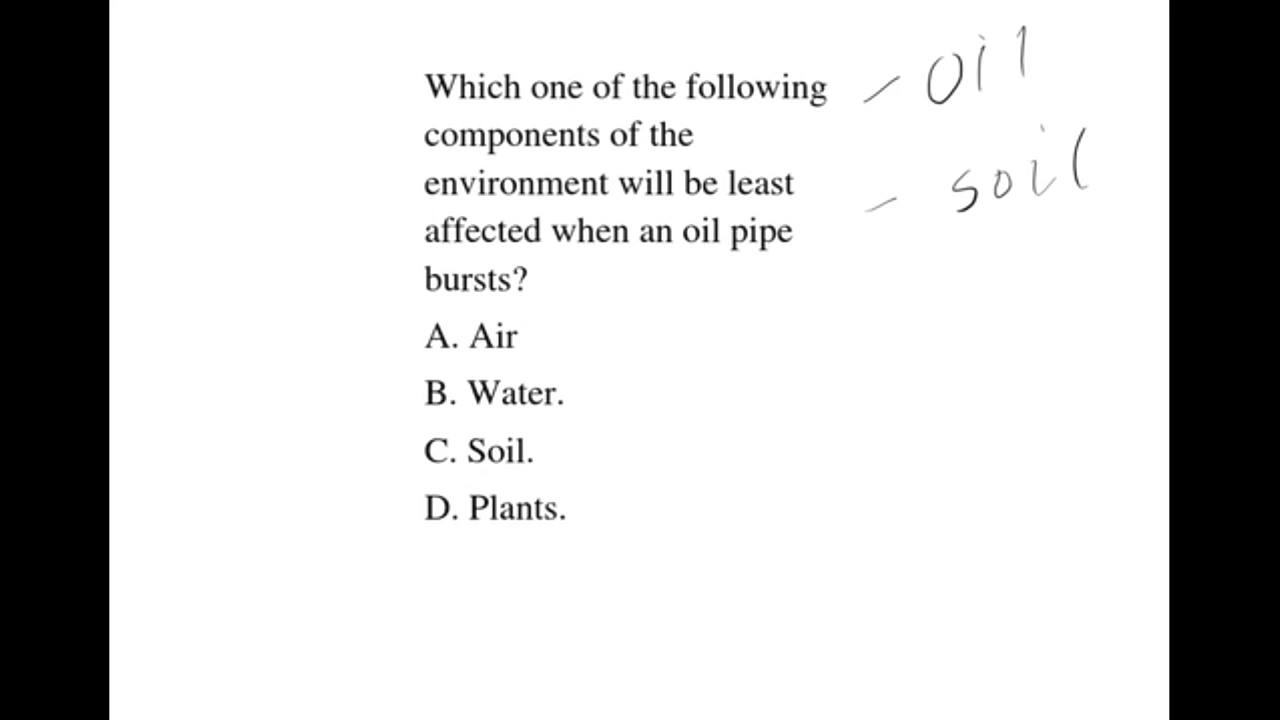 Which one of the following
components of the
environment will be least
affected when an oil pipe
bursts?
A. Air
B. Water.
C. Soil.
D. Plants.
- oil
- soil